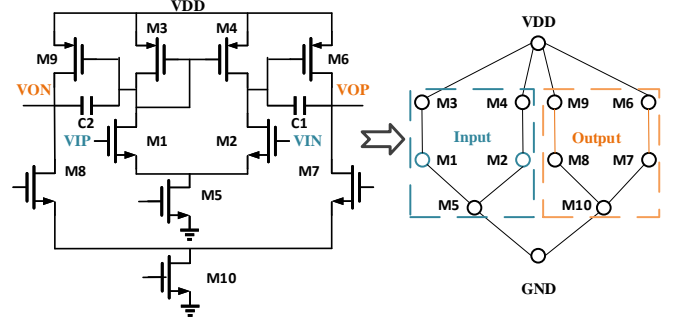 VDD
M3
M4
M9
M6
VON
VOP
C2
C1
VIP
M1
M2
VIN
M8
M7
M5
M10
VDD
M3
M4
M9
M6
Input
Output
M1
M2
M8
M7
M5
M10
GND